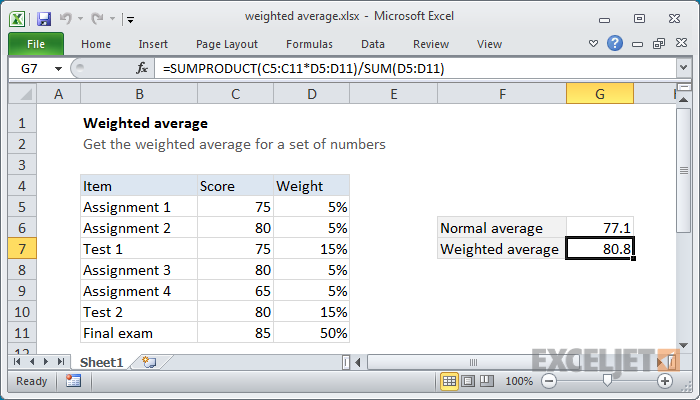 weighted average.xlsx - Microsoft Excel
File Home Insert Page Layout Formulas Data Review View
G7 fx =SUMPRODUCT(C5:C11*D5:D11)/SUM(D5:D11)
A B C D E F G
1 Weighted average
2 Get the weighted average for a set of numbers
3
4 Item Score Weight
5 Assignment 1 75 5%
6 Assignment 2 80 5% Normal average 77.1
7 Test 1 75 15% Weighted average 80.8
8 Assignment 3 80 5%
9 Assignment 4 65 5%
10 Test 2 80 15%
11 Final exam 85 50%
12
Sheet1
EXCELJET
Ready 100%